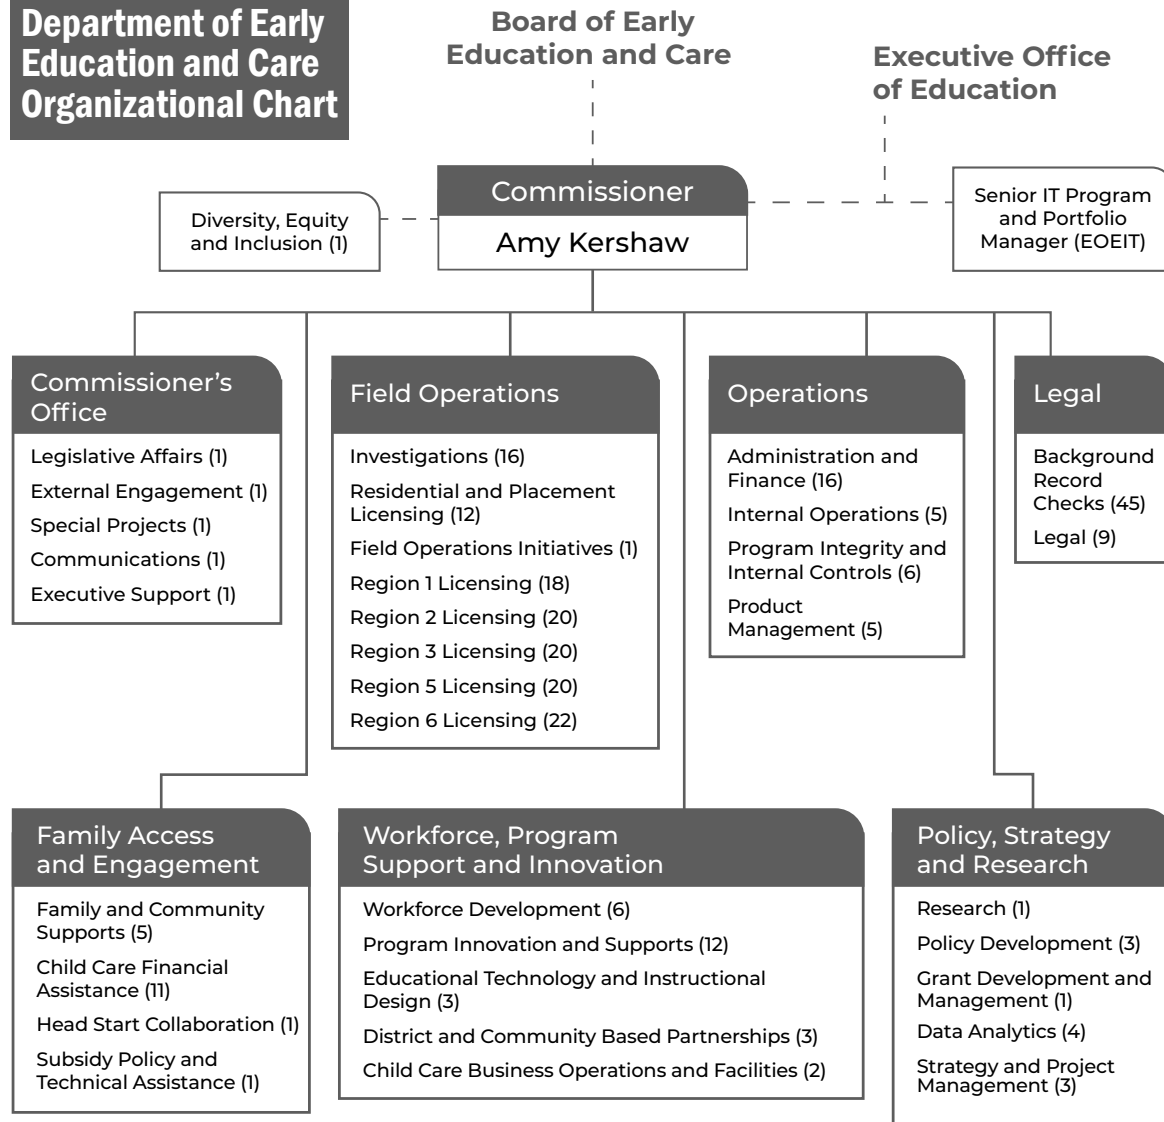 Department of Early
Education and Care
Organizational Chart
Board of Early
Education and Care
Executive Office
of Education
Commissioner
Amy Kershaw
Diversity, Equity
and Inclusion (1)
Senior IT Program
and Portfolio
Manager (EOEIT)
Commissioner's
Office
Legislative Affairs (1)
External Engagement (1)
Special Projects (1)
Communications (1)
Executive Support (1)
Field Operations
Investigations (16)
Residential and Placement
Licensing (12)
Field Operations Initiatives (1)
Region 1 Licensing (18)
Region 2 Licensing (20)
Region 3 Licensing (20)
Region 5 Licensing (20)
Region 6 Licensing (22)
Operations
Administration and
Finance (16)
Internal Operations (5)
Program Integrity and
Internal Controls (6)
Product
Management (5)
Legal
Background
Record
Checks (45)
Legal (9)
Family Access
and Engagement
Family and Community
Supports (5)
Child Care Financial
Assistance (11)
Head Start Collaboration (1)
Subsidy Policy and
Technical Assistance (1)
Workforce, Program
Support and Innovation
Workforce Development (6)
Program Innovation and Supports (12)
Educational Technology and Instructional
Design (3)
District and Community Based Partnerships (3)
Child Care Business Operations and Facilities (2)
Policy, Strategy
and Research
Research (1)
Policy Development (3)
Grant Development and
Management (1)
Data Analytics (4)
Strategy and Project
Management (3)